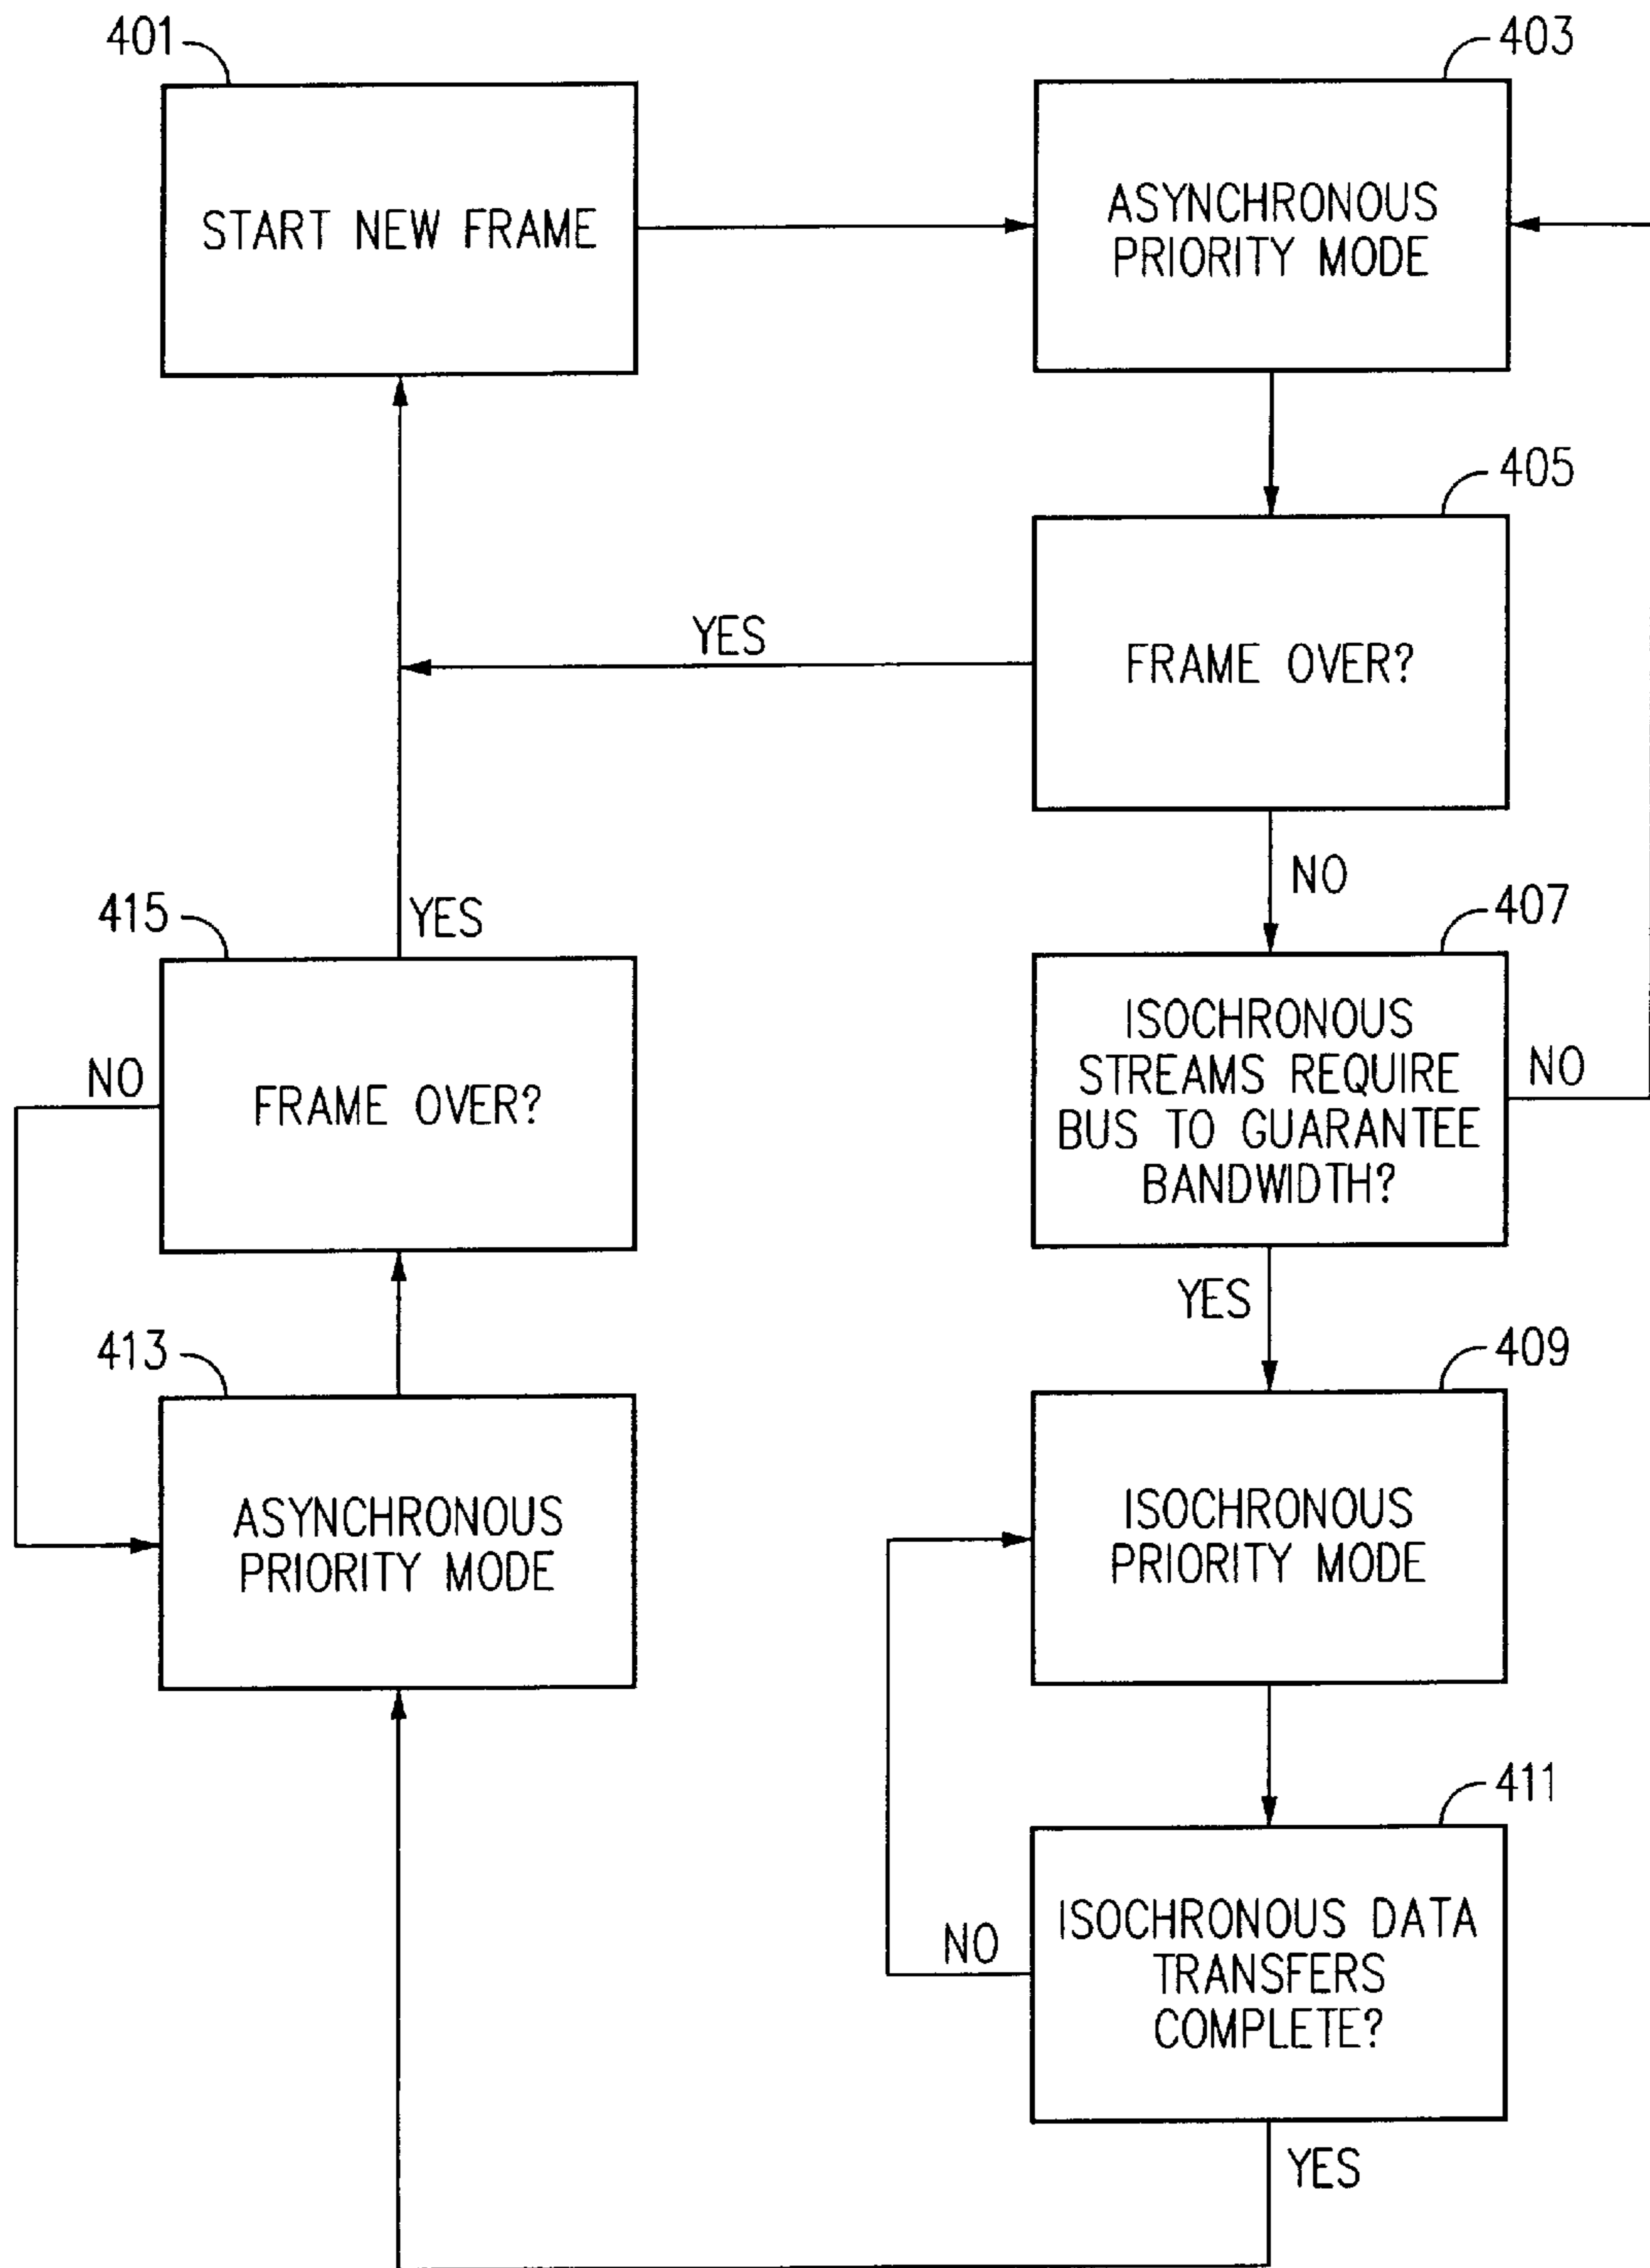 401
START NEW FRAME
403
ASYNCHRONOUS
PRIORITY MODE
405
FRAME OVER?
YES
NO
407
ISOCHRONOUS
STREAMS REQUIRE
BUS TO GUARANTEE
BANDWIDTH?
NO
YES
409
ISOCHRONOUS
PRIORITY MODE
411
ISOCHRONOUS DATA
TRANSFERS
COMPLETE?
NO
YES
413
ASYNCHRONOUS
PRIORITY MODE
415
FRAME OVER?
NO
YES